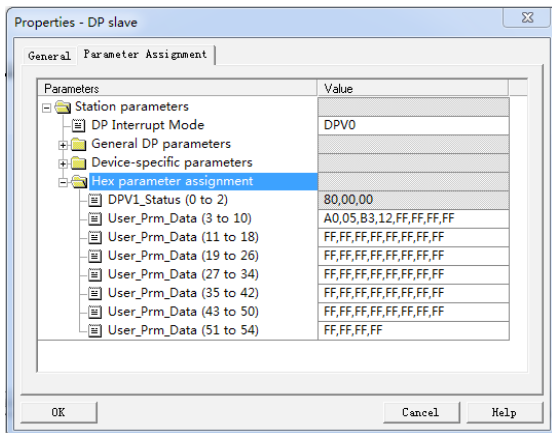 Properties - DP slave
General Parameter Assignment
Parameters Value
Station parameters
DP Interrupt Mode DPV0
General DP parameters
Device-specific parameters
Hex parameter assignment
DPV1_Status (0 to 2) 80,00,00
User_Prm_Data (3 to 10) A0,05,B3,12,FF,FF,FF,FF
User_Prm_Data (11 to 18) FF,FF,FF,FF,FF,FF,FF,FF
User_Prm_Data (19 to 26) FF,FF,FF,FF,FF,FF,FF,FF
User_Prm_Data (27 to 34) FF,FF,FF,FF,FF,FF,FF,FF
User_Prm_Data (35 to 42) FF,FF,FF,FF,FF,FF,FF,FF
User_Prm_Data (43 to 50) FF,FF,FF,FF,FF,FF,FF,FF
User_Prm_Data (51 to 54) FF,FF,FF,FF
OK Cancel Help